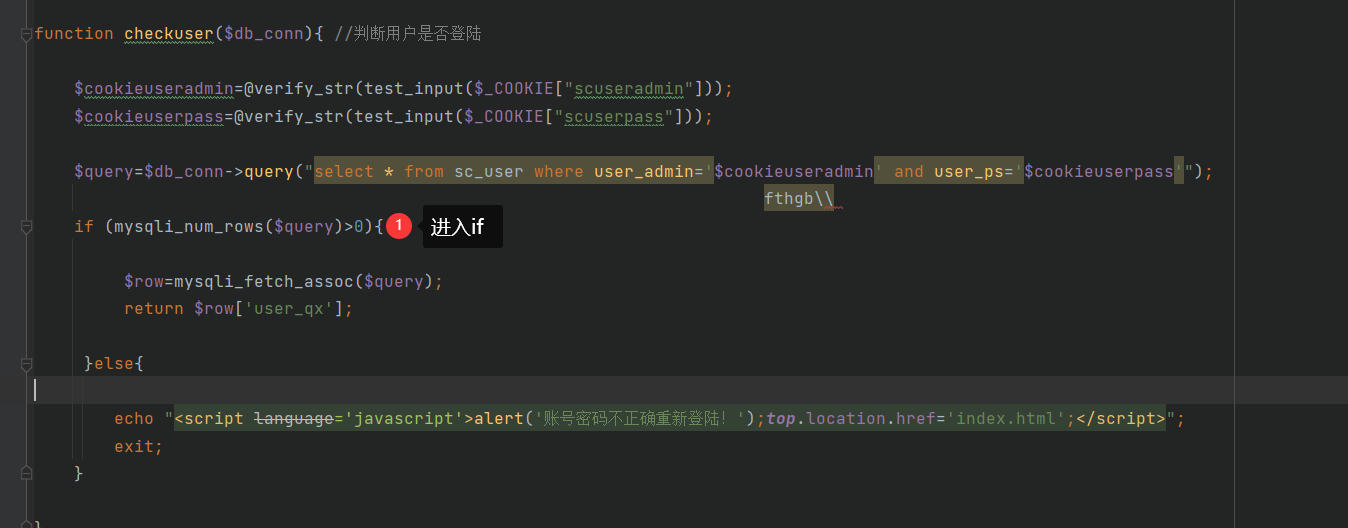 function checkuser($db_conn){ //判断用户是否登陆
$cookieuseradmin=@verify_str(test_input($_COOKIE["scuseradmin"]));
$cookieuserpass=@verify_str(test_input($_COOKIE["scuserpass"]));
$query=$db_conn->query("select * from sc_user where user_admin='$cookieuseradmin' and user_ps='$cookieuserpass'");
fthgb\\
if (mysqli_num_rows($query)>0){ 1 进入if
$row=mysqli_fetch_assoc($query);
return $row['user_qx'];
}else{
echo "<script language='javascript'>alert('账号密码不正确重新登陆！');top.location.href='index.html';</script>";
exit;
}
}